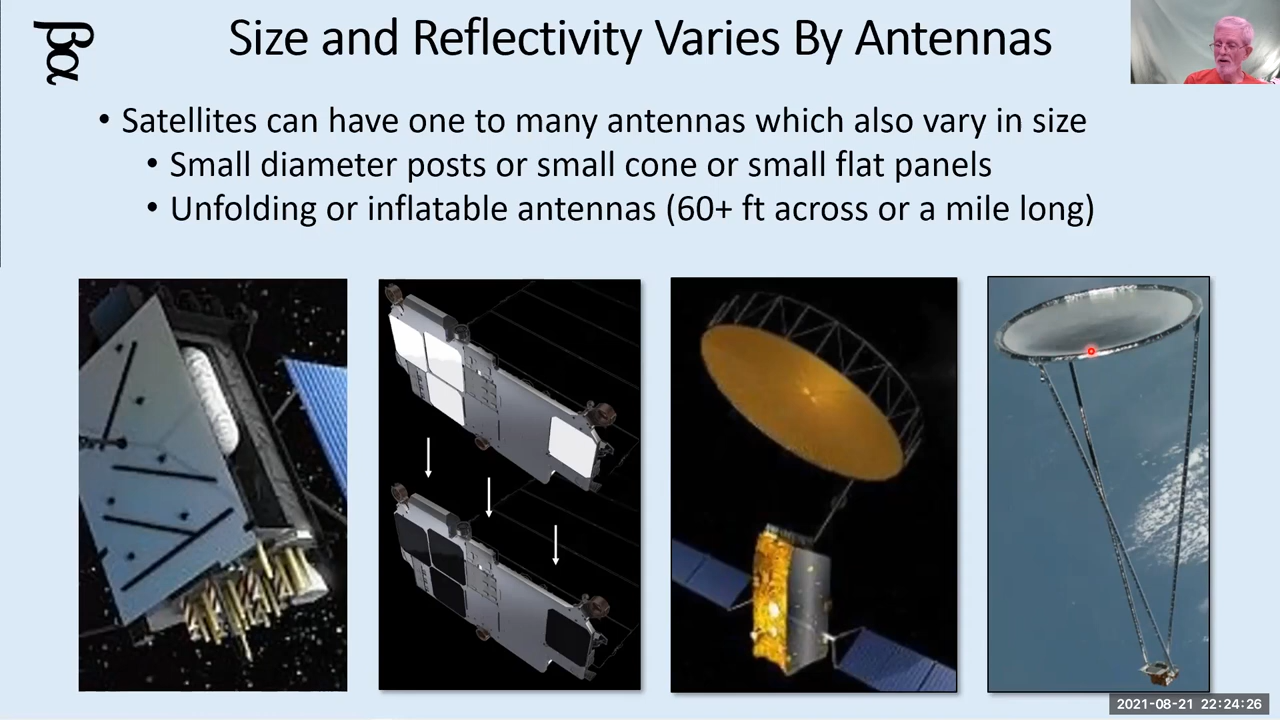 βα
Size and Reflectivity Varies By Antennas
• Satellites can have one to many antennas which also vary in size
• Small diameter posts or small cone or small flat panels
• Unfolding or inflatable antennas (60+ ft across or a mile long)
2021-08-21 22:24:26